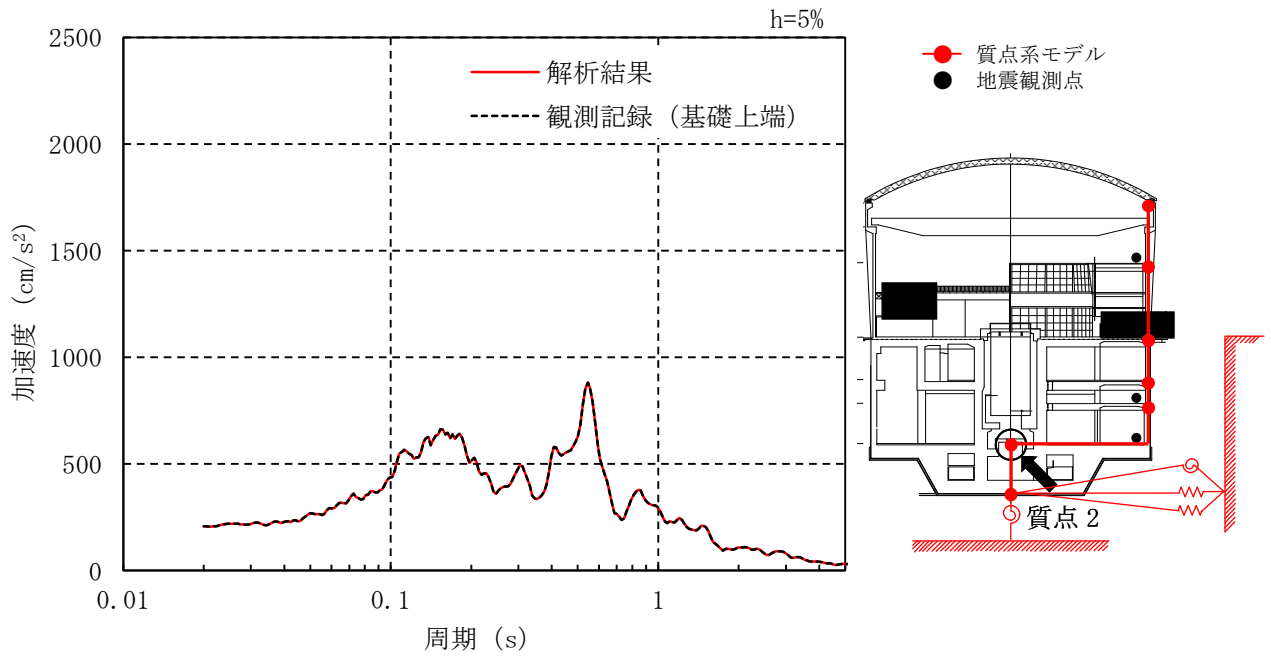 h=5%
2500
2000
1500
1000
500
0
0.01
0.1
1
加速度 (cm/s²)
周期 (s)
解析結果
観測記録 (基礎上端)
質点系モデル
地震観測点
質点 2